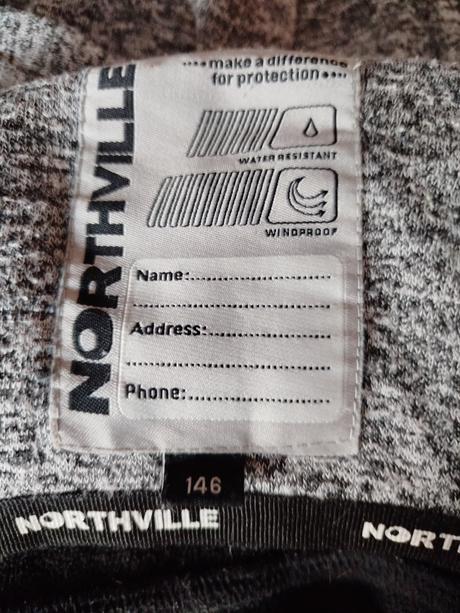 make a difference
for protection
NORTHVILLE
WATER RESISTANT
WINDPROOF
Name:
Address:
Phone:
146
NORTHVILLE
NORTH